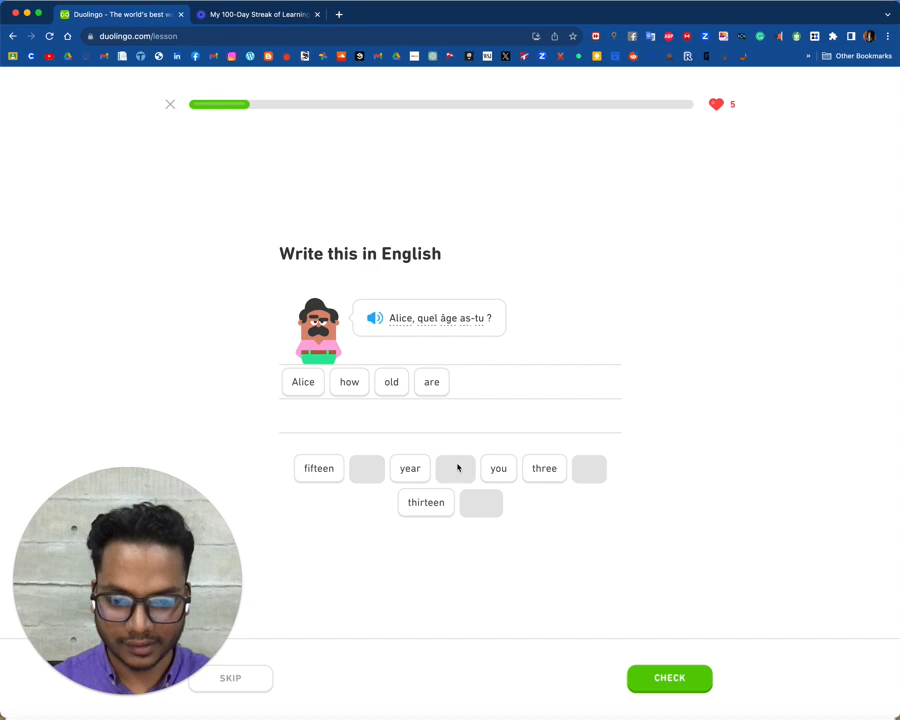 Duolingo - The world's best w
My 100-Day Streak of Learning
duolingo.com/lesson
Other Bookmarks
5
Write this in English
Alice, quel âge as-tu ?
Alice how old are
fifteen year you three
thirteen
SKIP
CHECK